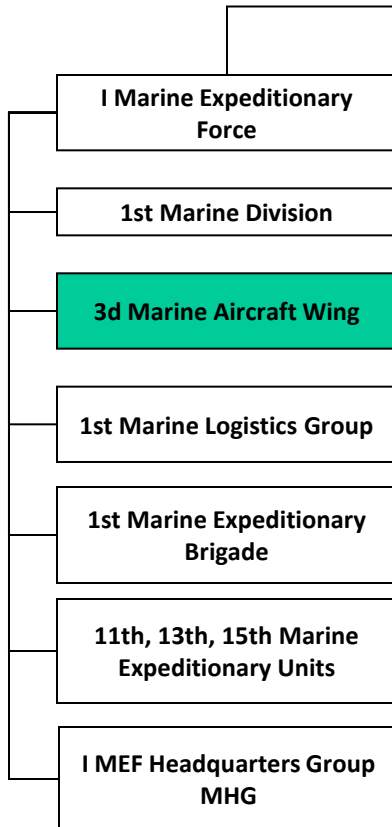 I Marine Expeditionary
Force
1st Marine Division
3d Marine Aircraft Wing
1st Marine Logistics Group
1st Marine Expeditionary
Brigade
11th, 13th, 15th Marine
Expeditionary Units
I MEF Headquarters Group
MHG